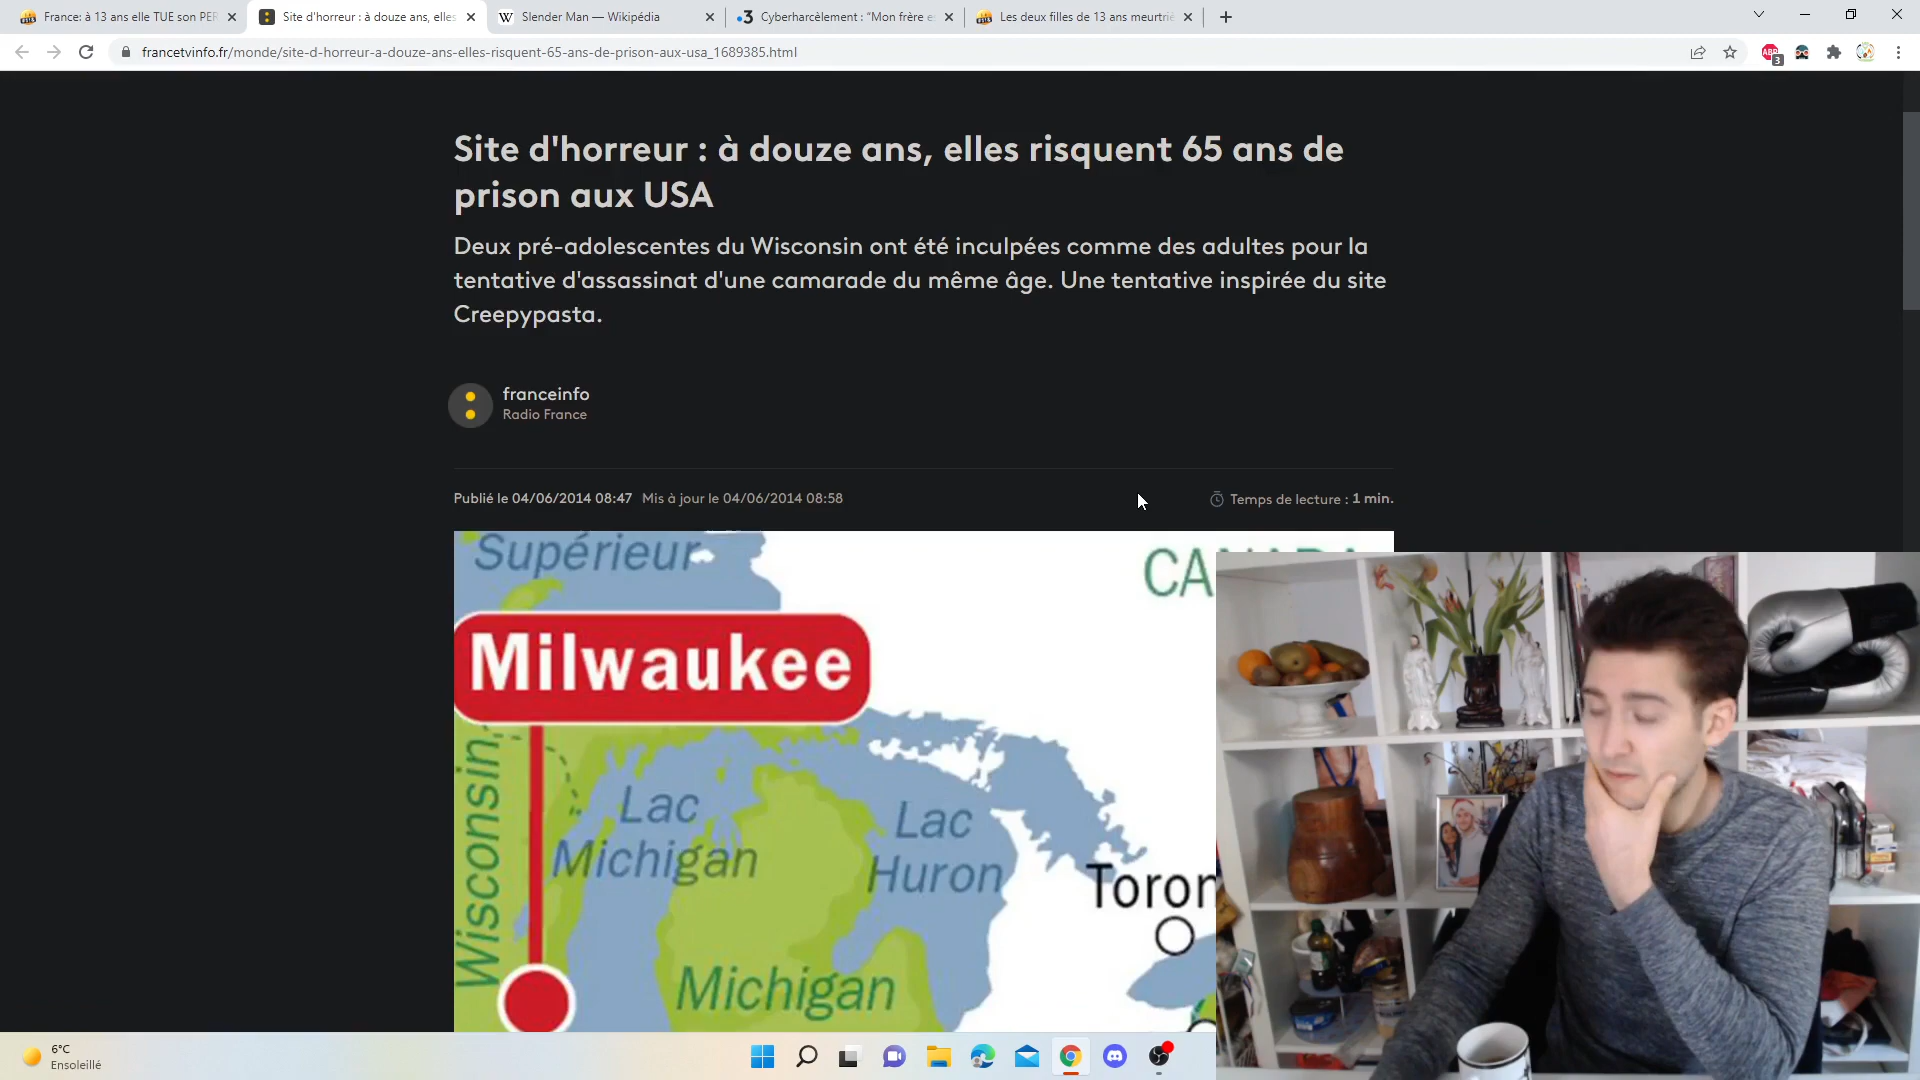 France: à 13 ans elle TUE son PER
Site d'horreur : à douze ans, elles
Slender Man — Wikipédia
Cyberharcèlement : "Mon frère e
Les deux filles de 13 ans meurtriè
francetvinfo.fr/monde/site-d-horreur-a-douze-ans-elles-risquent-65-ans-de-prison-aux-usa_1689385.html
ABP
3
Site d'horreur : à douze ans, elles risquent 65 ans de
prison aux USA
Deux pré-adolescentes du Wisconsin ont été inculpées comme des adultes pour la
tentative d'assassinat d'une camarade du même âge. Une tentative inspirée du site
Creepypasta.
franceinfo
Radio France
Publié le 04/06/2014 08:47 Mis à jour le 04/06/2014 08:58
Temps de lecture : 1 min.
Supérieur
CA
Milwaukee
Wisconsin
Lac
Michigan
Lac
Huron
Toron
Michigan
6°C
Ensoleillé